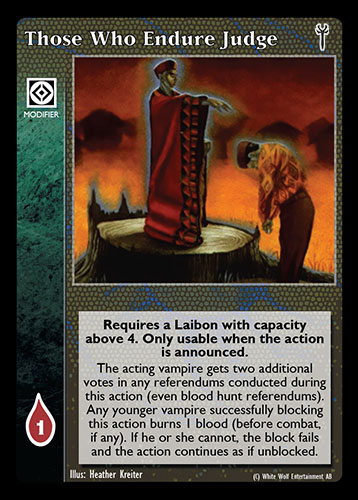 Those Who Endure Judge
MODIFIER
Requires a Laibon with capacity
above 4. Only usable when the action
is announced.
The acting vampire gets two additional
votes in any referendums conducted during
this action (even blood hunt referendums).
Any younger vampire successfully blocking
this action burns 1 blood (before combat,
if any). If he or she cannot, the block fails
and the action continues as if unblocked.
1
Illus: Heather Kreiter
(C) White Wolf Entertainment AB